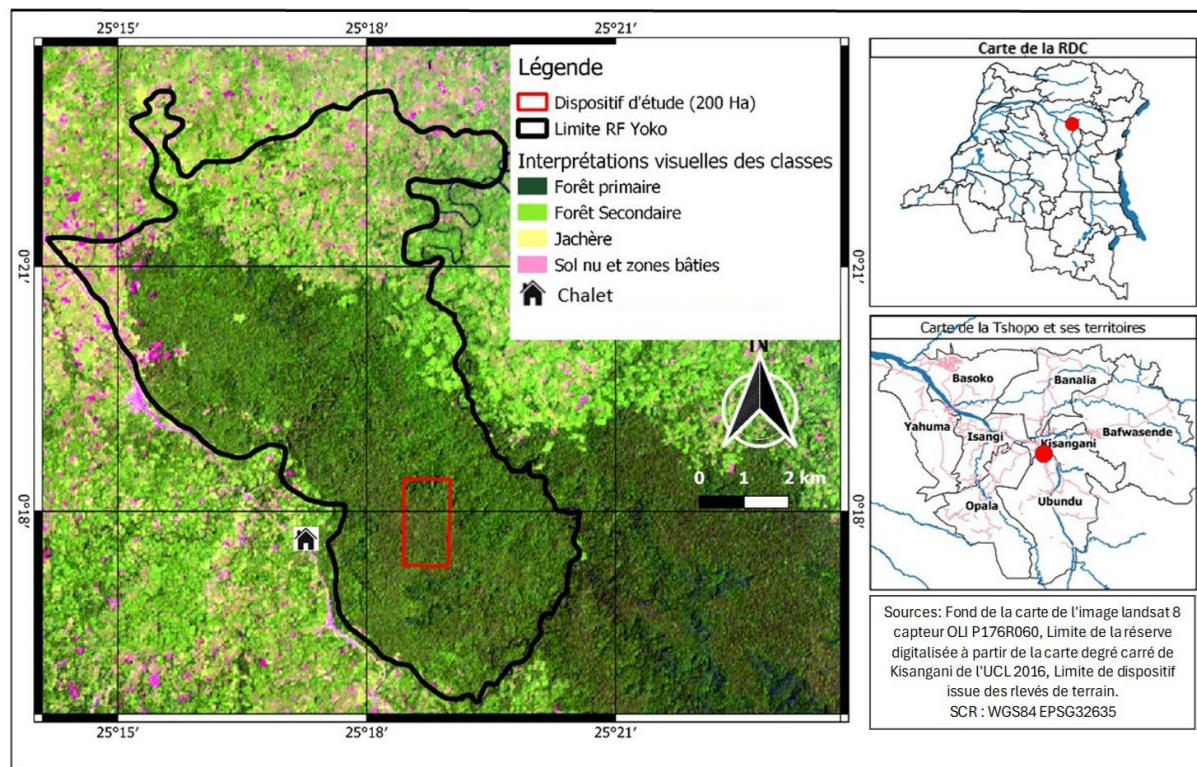 25°15′ 25°18′ 25°21′
Légende
Dispositif d'étude (200 Ha)
Limite RF Yoko
Interprétations visuelles des classes
Forêt primaire
Forêt Secondaire
Jachère
Sol nu et zones bâties
Chalet
N
0 1 2 km
0°21′ 0°21′
0°18′ 0°18′
25°15′ 25°18′ 25°21′
Carte de la RDC
Carte de la Tshopo et ses territoires
Basoko
Banalia
Yahuma
Isangi
Kisangani
Bafwasende
Opala
Ubundu
Sources: Fond de la carte de l'image landsat 8
capteur OLI P176R060, Limite de la réserve
digitalisée à partir de la carte degré carré de
Kisangani de l'UCL 2016, Limite de dispositif
issue des rlevés de terrain.
SCR : WGS84 EPSG32635